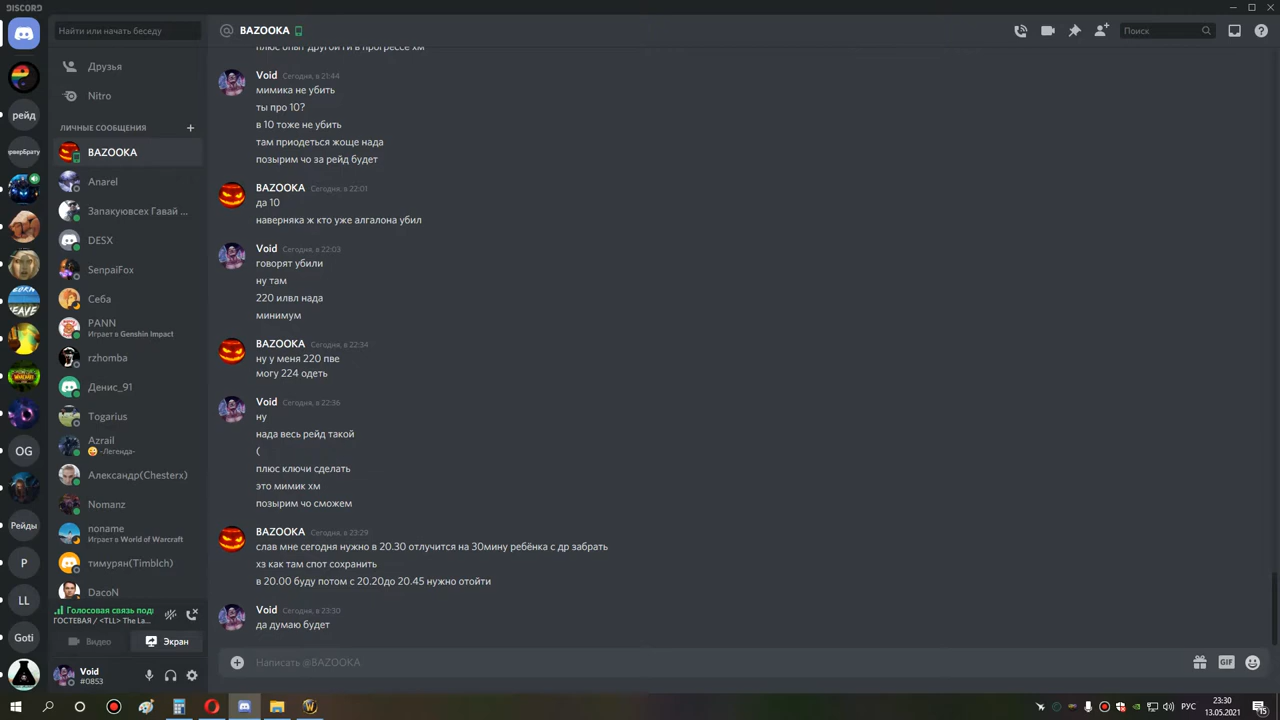 DISCORD
Найти или начать беседу
Друзья
Nitro
ЛИЧНЫЕ СООБЩЕНИЯ
BAZOOKA
Anarel
Запакуювсех Гавай ...
DESX
SenpaiFox
Себа
PANN
Играет в Genshin Impact
rzhomba
Денис_91
Togarius
Azrail
-Легенда-
Александр(Chesterx)
Nomanz
noname
Играет в World of Warcraft
тимурян(Timblch)
DacoN
Голосовая связь под
ГОСТЕВАЯ / <TLL> The La...
Видео
Экран
Void
#0853
рейд
OG
Рейды
P
LL
Goti
BAZOOKA
Поиск
плюс опыт другой ги в прогрессе хм
Void Сегодня, в 21:44
мимика не убить
ты про 10?
в 10 тоже не убить
там приодеться жоще нада
позырим чо за рейд будет
BAZOOKA Сегодня, в 22:01
да 10
наверняка ж кто уже алгалона убил
Void Сегодня, в 22:03
говорят убили
ну там
220 илвл нада
минимум
BAZOOKA Сегодня, в 22:34
ну у меня 220 пве
могу 224 одеть
Void Сегодня, в 22:36
ну
нада весь рейд такой
(
плюс ключи сделать
это мимик хм
позырим чо сможем
BAZOOKA Сегодня, в 23:29
слав мне сегодня нужно в 20.30 отлучится на 30мину ребёнка с др забрать
хз как там спот сохранить
в 20.00 буду потом с 20.20до 20.45 нужно отойти
Void Сегодня, в 23:30
да думаю будет
Написать @BAZOOKA
GIF
РУС
23:30
13.05.2021
15